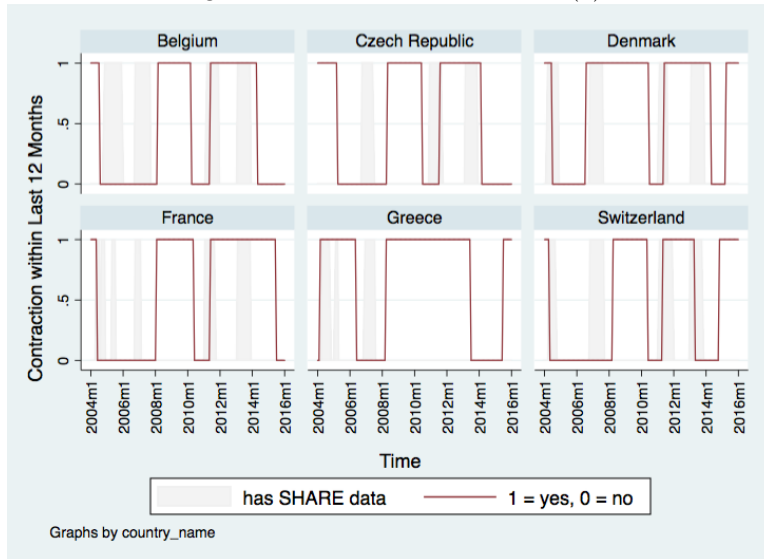 Belgium
Czech Republic
Denmark
France
Greece
Switzerland
Contraction within Last 12 Months
1
.5
0
1
.5
0
2004m1
2006m1
2008m1
2010m1
2012m1
2014m1
2016m1
2004m1
2006m1
2008m1
2010m1
2012m1
2014m1
2016m1
2004m1
2006m1
2008m1
2010m1
2012m1
2014m1
2016m1
Time
has SHARE data
1 = yes, 0 = no
Graphs by country_name